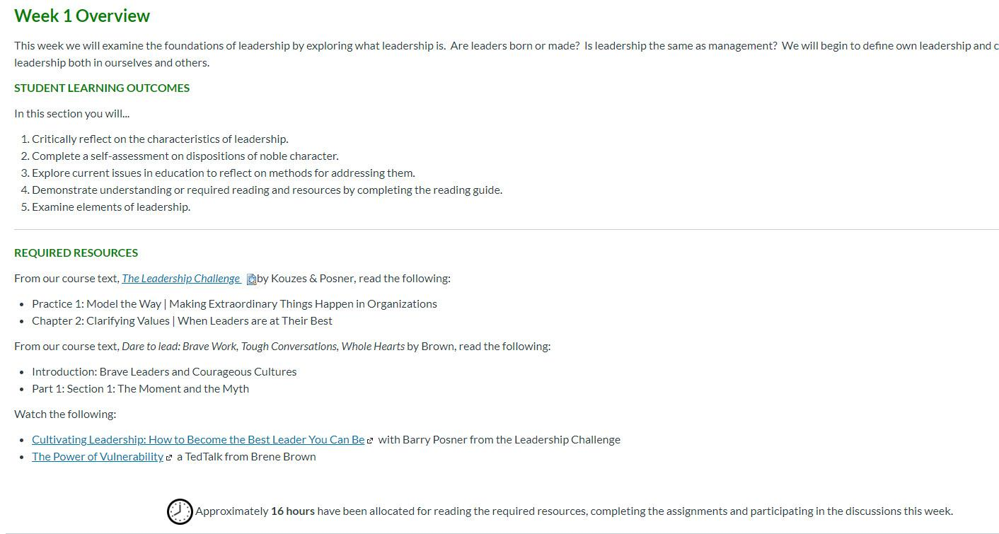 Week 1 Overview
This week we will examine the foundations of leadership by exploring what leadership is.  Are leaders born or made?  Is leadership the same as management?  We will begin to define own leadership and c
leadership both in ourselves and others.
STUDENT LEARNING OUTCOMES
In this section you will...
1. Critically reflect on the characteristics of leadership.
2. Complete a self-assessment on dispositions of noble character.
3. Explore current issues in education to reflect on methods for addressing them.
4. Demonstrate understanding or required reading and resources by completing the reading guide.
5. Examine elements of leadership.
REQUIRED RESOURCES
From our course text, The Leadership Challenge by Kouzes & Posner, read the following:
• Practice 1: Model the Way | Making Extraordinary Things Happen in Organizations
• Chapter 2: Clarifying Values | When Leaders are at Their Best
From our course text, Dare to lead: Brave Work, Tough Conversations, Whole Hearts by Brown, read the following:
• Introduction: Brave Leaders and Courageous Cultures
• Part 1: Section 1: The Moment and the Myth
Watch the following:
• Cultivating Leadership: How to Become the Best Leader You Can Be with Barry Posner from the Leadership Challenge
• The Power of Vulnerability a TedTalk from Brene Brown
Approximately 16 hours have been allocated for reading the required resources, completing the assignments and participating in the discussions this week.